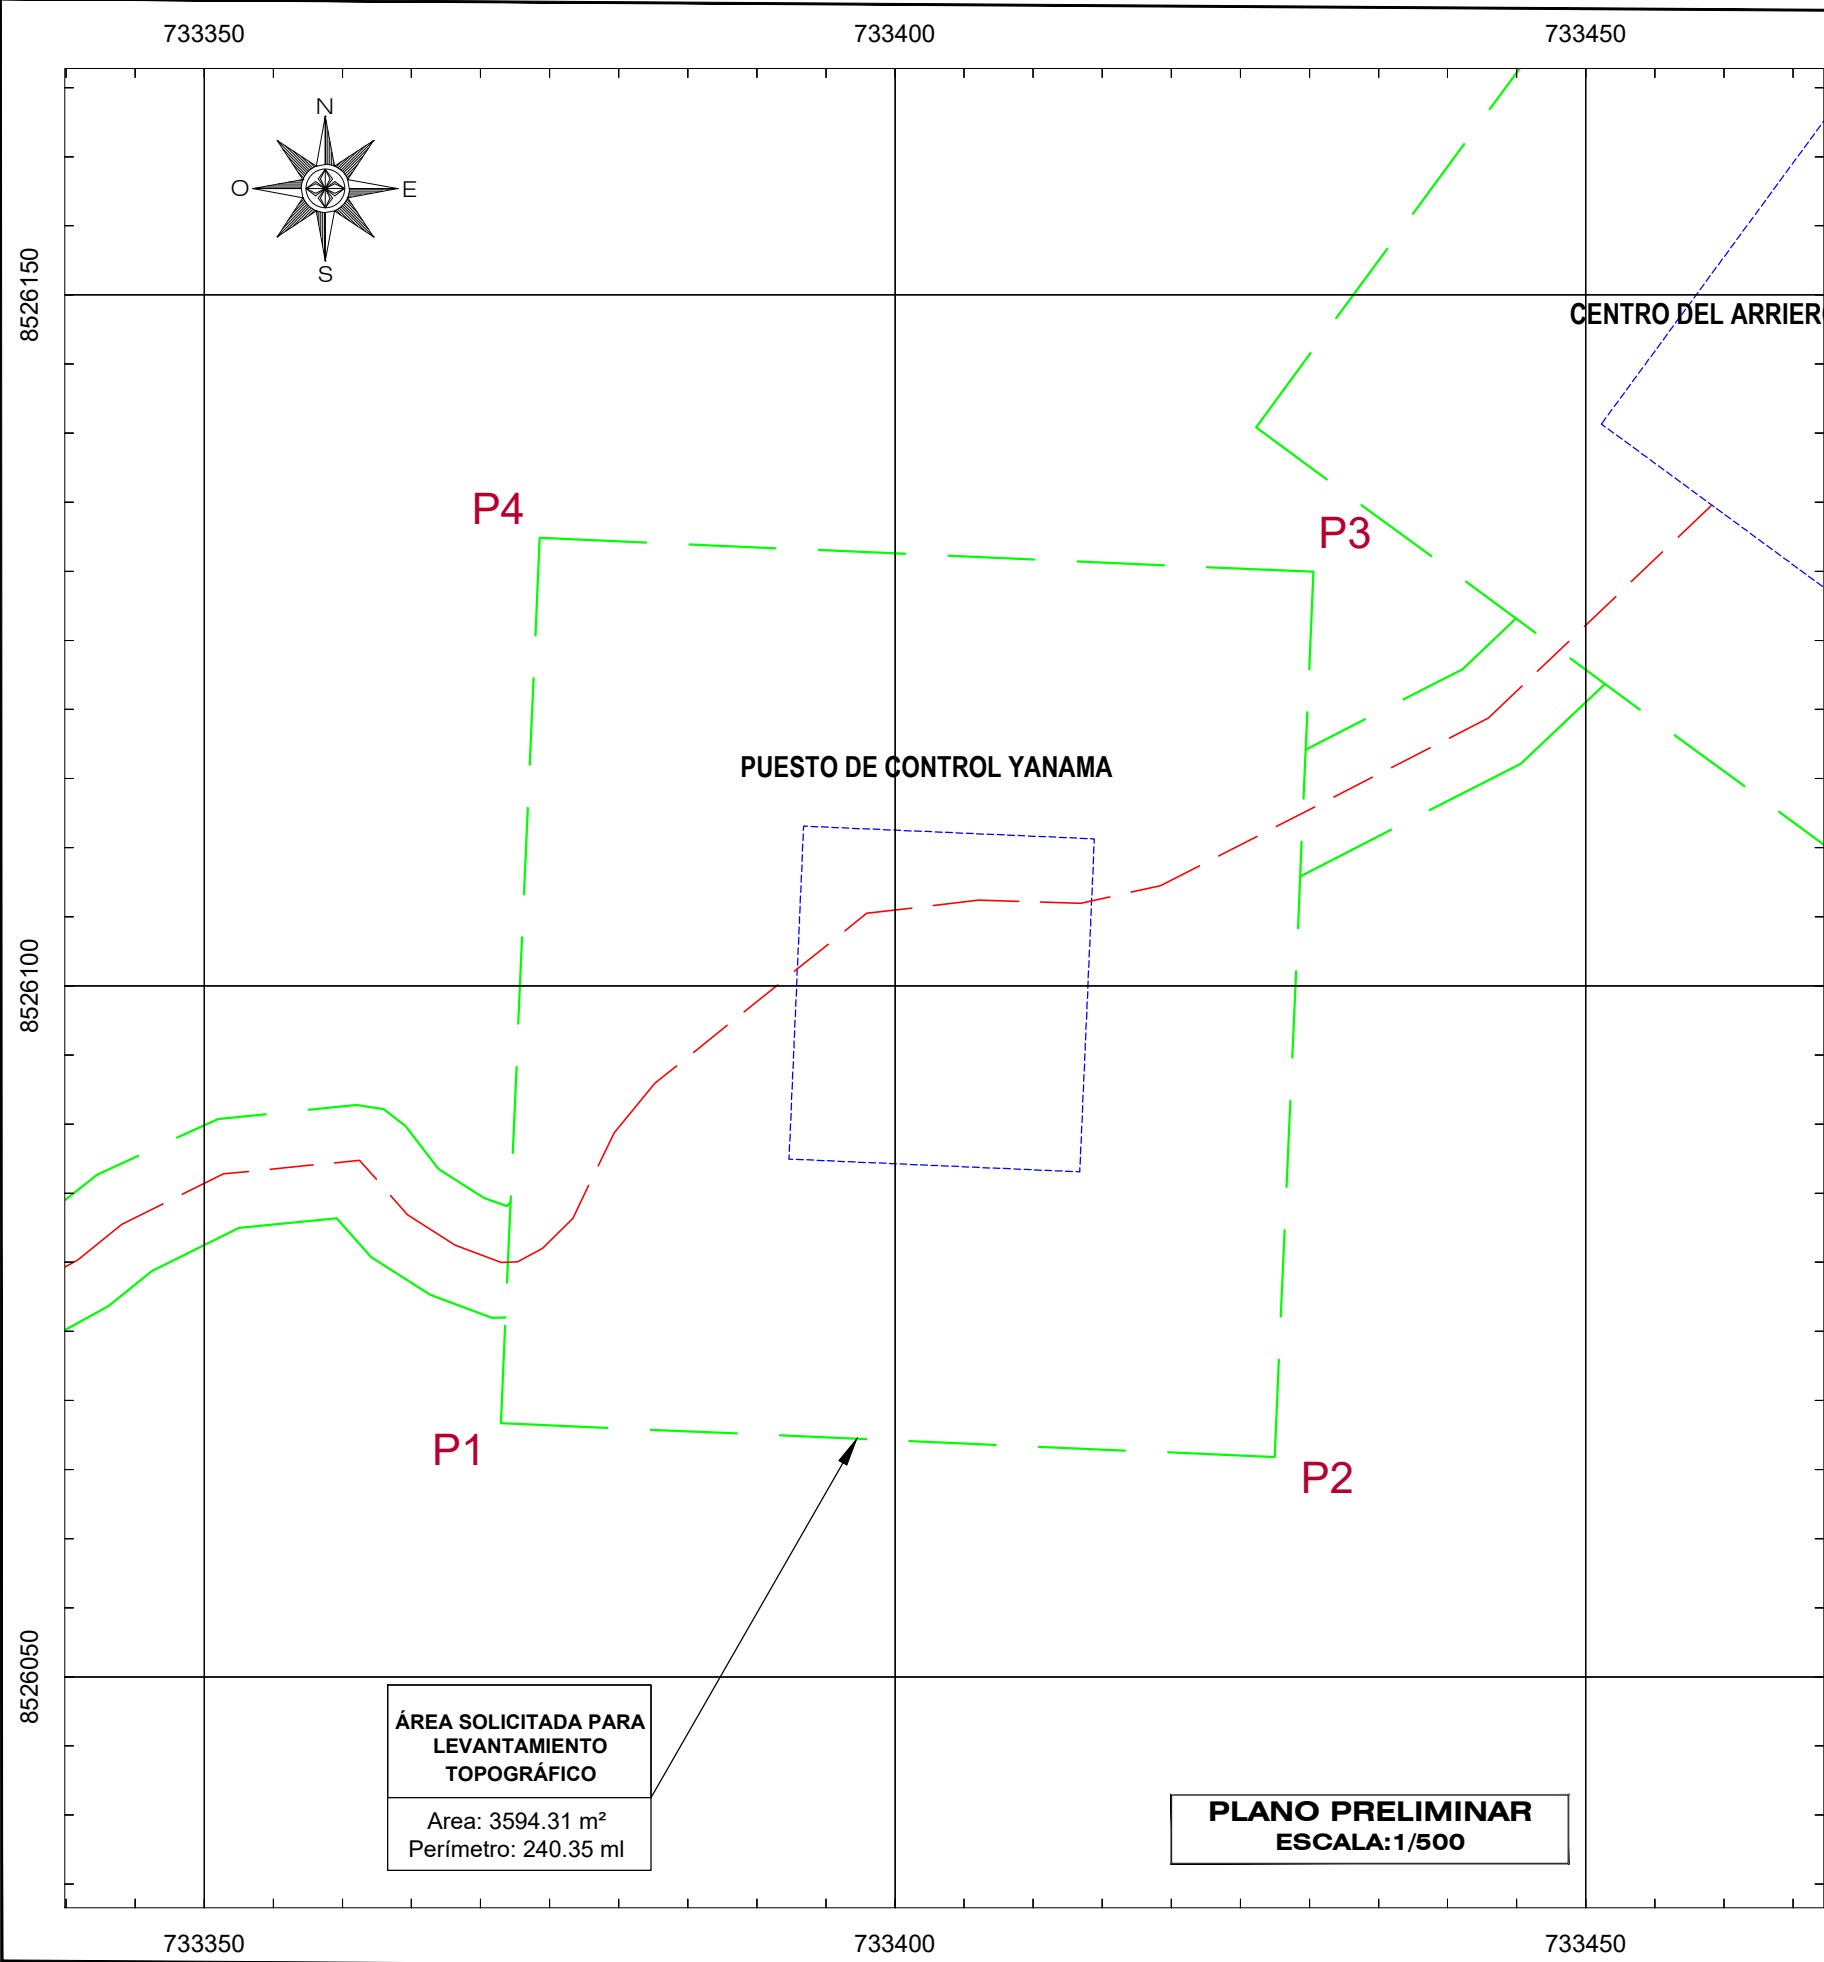 733350
733400
733450
N
O
E
S
8526150
CENTRO DEL ARRIERO
P4
P3
PUESTO DE CONTROL YANAMA
8526100
P1
P2
8526050
ÁREA SOLICITADA PARA
LEVANTAMIENTO
TOPOGRÁFICO
Area: 3594.31 m²
Perímetro: 240.35 ml
PLANO PRELIMINAR
ESCALA:1/500
733350
733400
733450